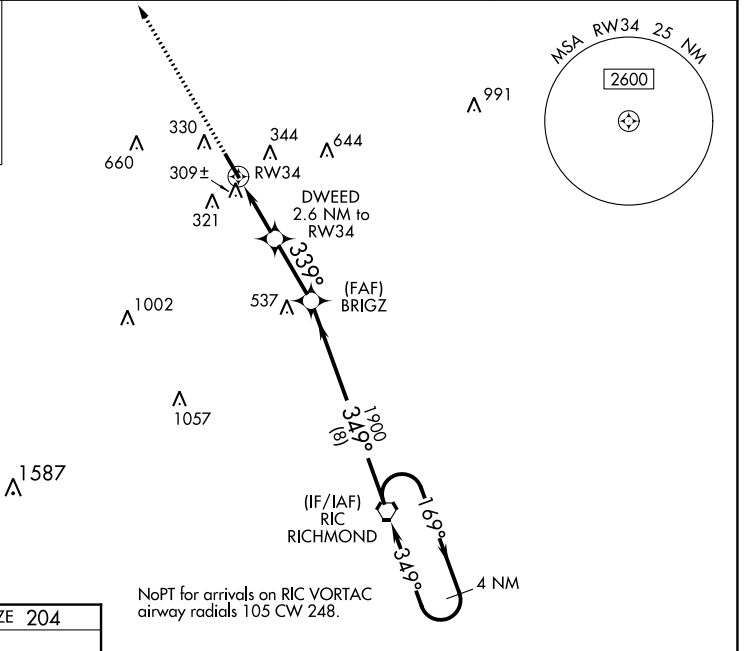 MSA RW34 25 NM
2600
991
330
344
644
660
309±
RW34
321
DWEED
2.6 NM to
RW34
339°
(FAF)
BRIGZ
537
1002
1057
1900
349°
(8)
1587
(IF/IAF)
RIC
RICHMOND
169°
349°
4 NM
NoPT for arrivals on RIC VORTAC
airway radials 105 CW 248.
ZE 204